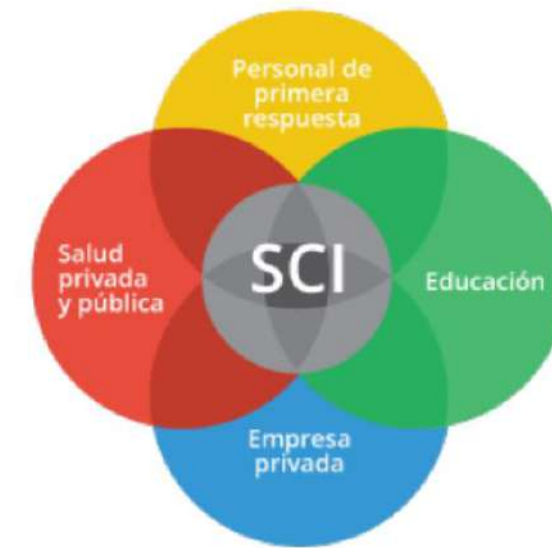 Personal de
primera
respuesta
Salud
privada
y pública
SCI
Educación
Empresa
privada